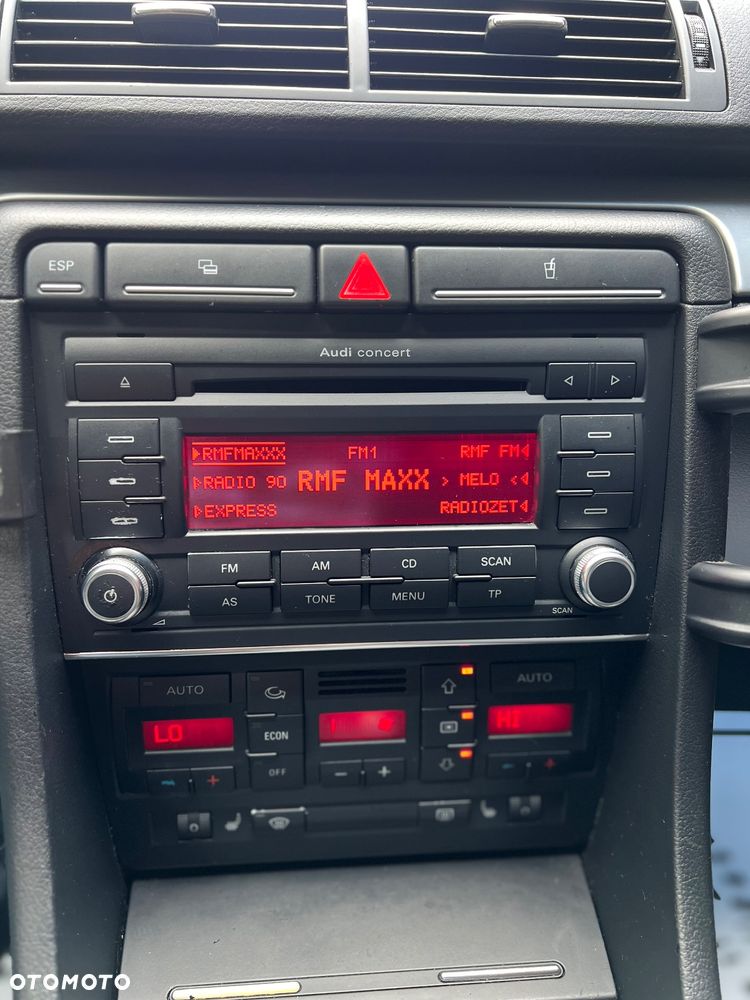 ESP
Audi concert
RMFMAXXX FM1 RMF FM
RADIO 90 RMF MAXX > MELO <
EXPRESS RADIOZET
FM AM CD SCAN
AS TONE MENU TP
SCAN
AUTO AUTO
LO HI
ECON
OFF
OTOMOTO